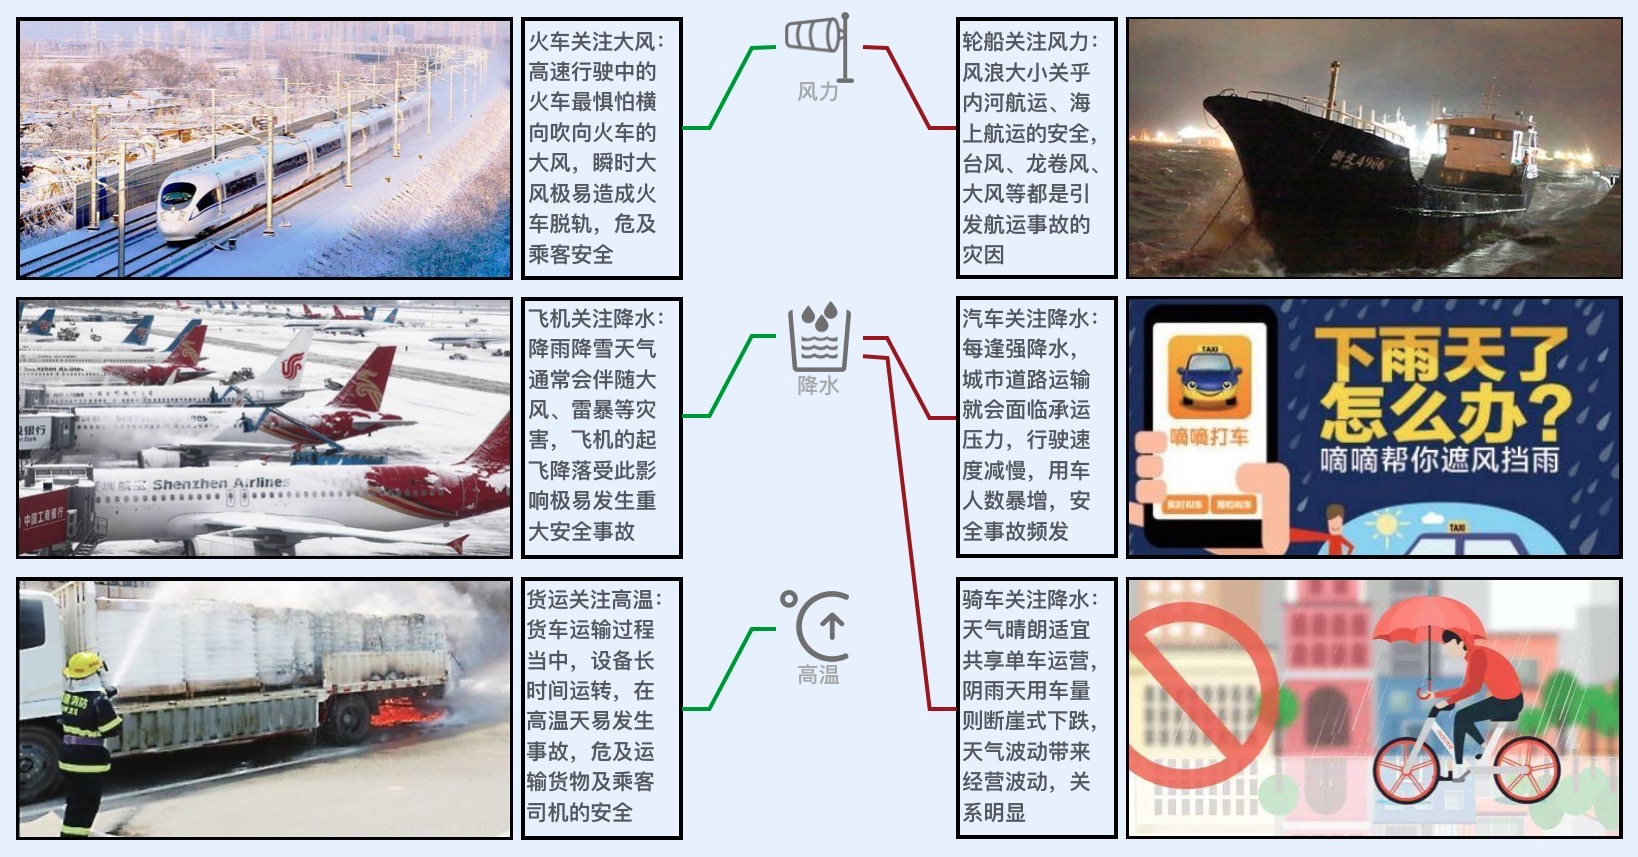 火车关注大风：
高速行驶中的
火车最惧怕横
向吹向火车的
大风，瞬时大
风极易造成火
车脱轨，危及
乘客安全
风力
轮船关注风力：
风浪大小关乎
内河航运、海
上航运的安全，
台风、龙卷风、
大风等都是引
发航运事故的
灾因
4906
Shenzhen Airlines
银行
圳航空 Shenzhen Airlines
中国工商银行
飞机关注降水：
降雨降雪天气
通常会伴随大
风、雷暴等灾
害，飞机的起
飞降落受此影
响极易发生重
大安全事故
降水
汽车关注降水：
每逢强降水，
城市道路运输
就会面临承运
压力，行驶速
度减慢，用车
人数暴增，安
全事故频发
TAXI
嘀嘀打车
下雨天了
怎么办？
嘀嘀帮你遮风挡雨
TAXI
货运关注高温：
货车运输过程
当中，设备长
时间运转，在
高温天易发生
事故，危及运
输货物及乘客
司机的安全
高温
骑车关注降水：
天气晴朗适宜
共享单车运营，
阴雨天用车量
则断崖式下跌，
天气波动带来
经营波动，关
系明显